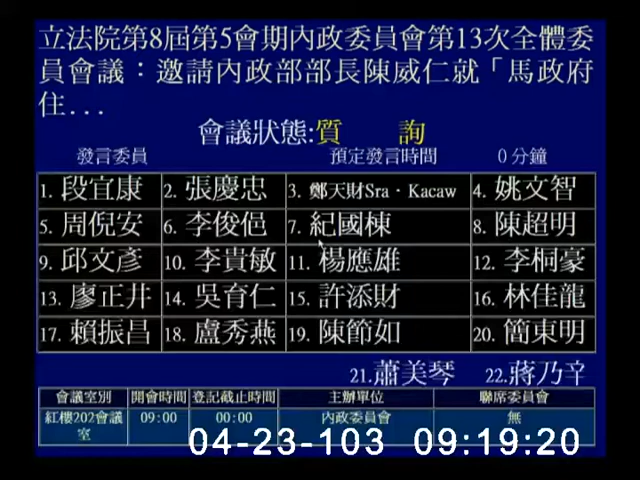 立法院第8屆第5會期內政委員會第13次全體委
員會議：邀請內政部部長陳威仁就「馬政府
住...
會議狀態:質 詢
發言委員 預定發言時間 0 分鐘
1. 段宜康 2. 張慶忠 3. 鄭天財Sra．Kacaw 4. 姚文智
5. 周倪安 6. 李俊俋 7. 紀國棟 8. 陳超明
9. 邱文彥 10. 李貴敏 11. 楊應雄 12. 李桐豪
13. 廖正井 14. 吳育仁 15. 許添財 16. 林佳龍
17. 賴振昌 18. 盧秀燕 19. 陳節如 20. 簡東明
21. 蕭美琴 22. 蔣乃辛
會議室別 開會時間 登記截止時間 主辦單位 聯席委員會
紅樓202會議 09:00 00:00 內政委員會 無
室
04-23-103 09:19:20